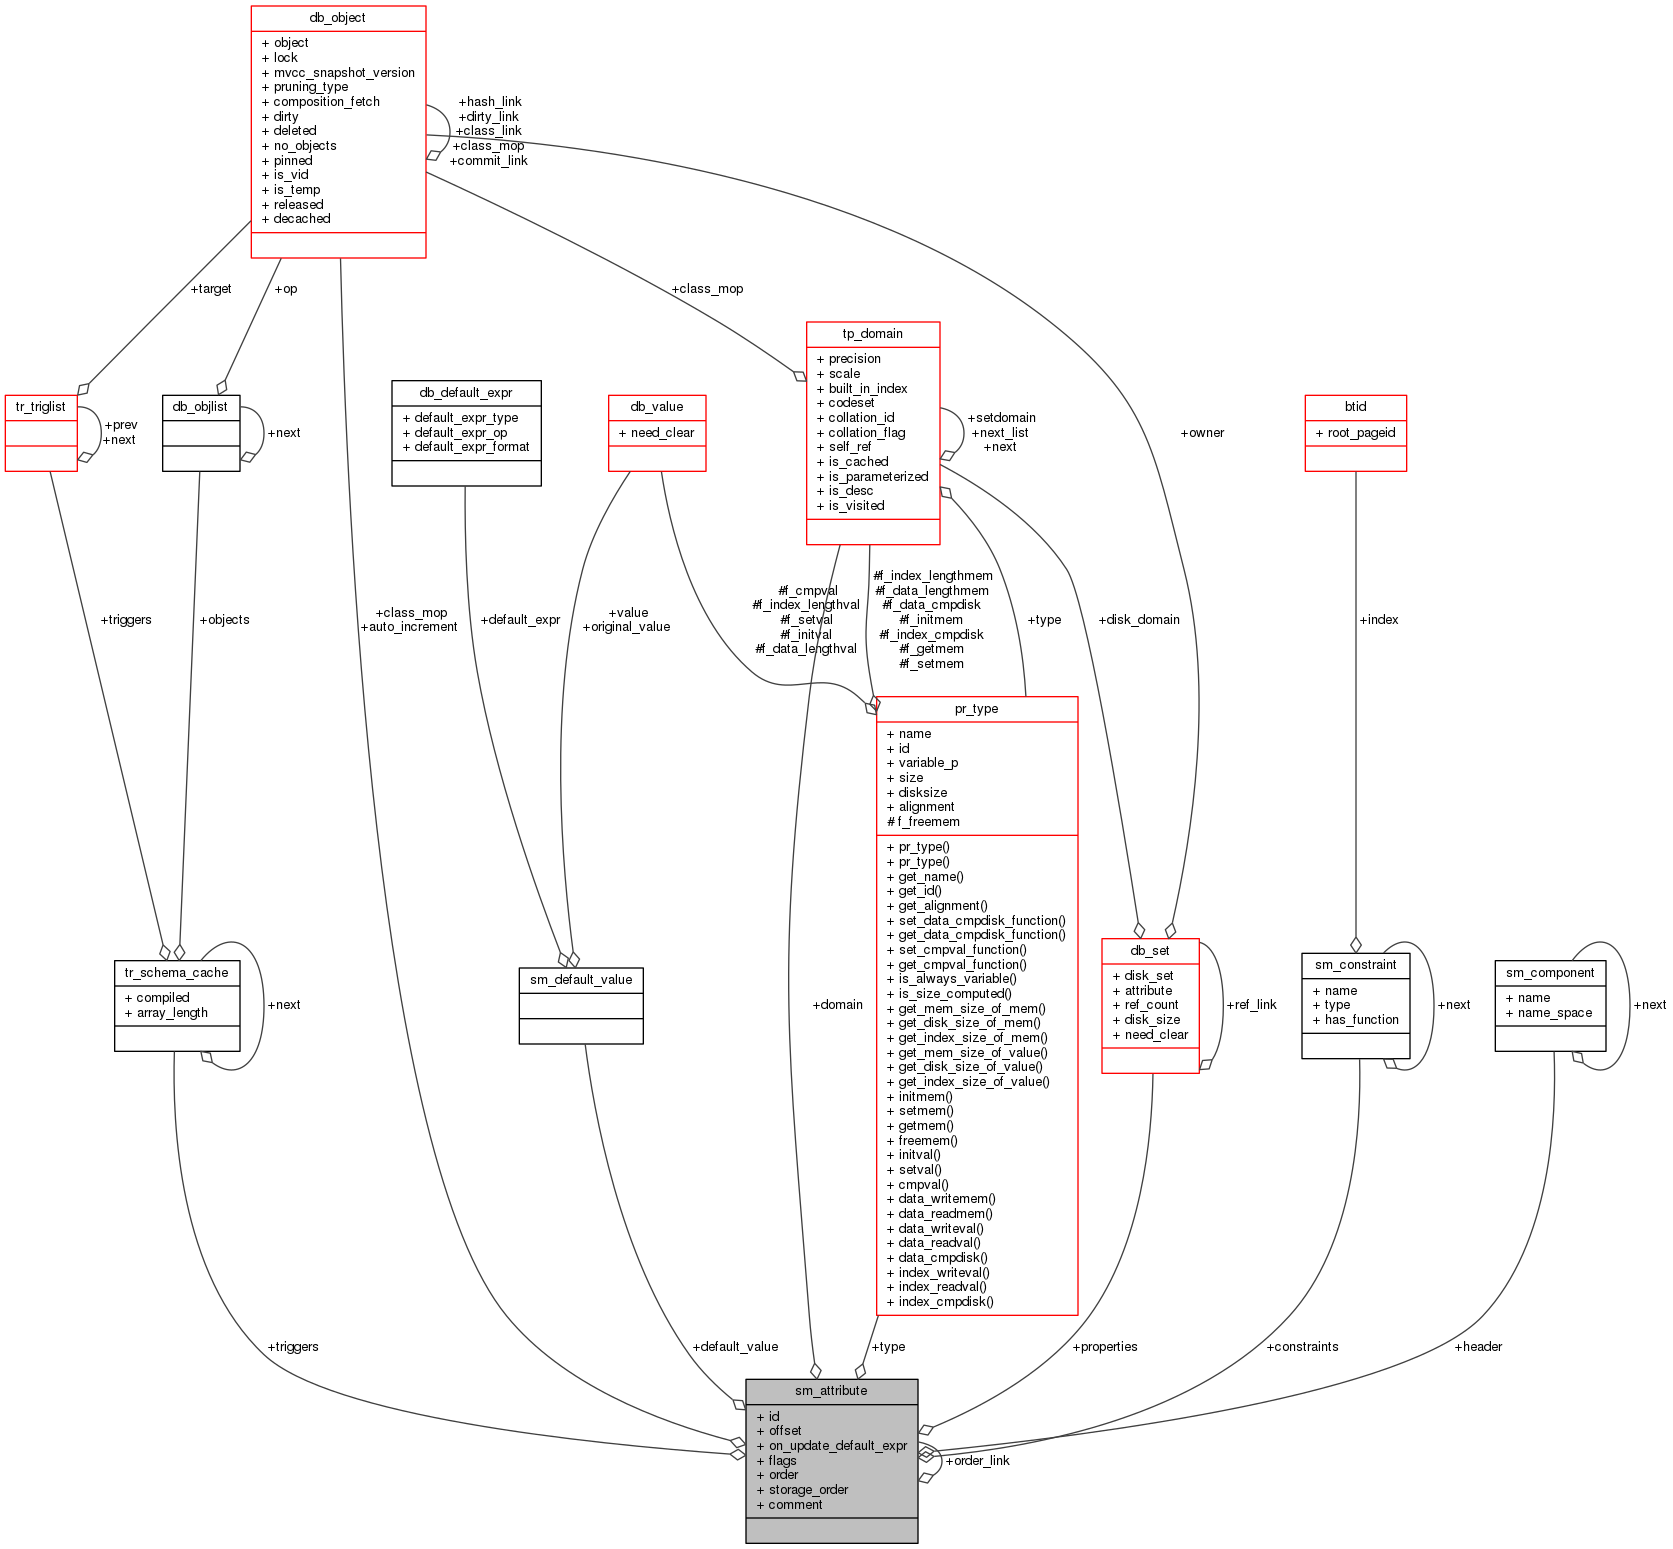 db_object
+ object
+ lock
+ mvcc_snapshot_version
+ pruning_type
+ composition_fetch
+ dirty
+ deleted
+ no_objects
+ pinned
+ is_vid
+ is_temp
+ released
+ decached
+hash_link
+dirty_link
+class_link
+class_mop
+commit_link
+target
+op
+class_mop
+owner
tr_triglist
+prev
+next
db_objlist
+next
db_default_expr
+ default_expr_type
+ default_expr_op
+ default_expr_format
db_value
+ need_clear
tp_domain
+ precision
+ scale
+ built_in_index
+ codeset
+ collation_id
+ collation_flag
+ self_ref
+ is_cached
+ is_parameterized
+ is_desc
+ is_visited
+setdomain
+next_list
+next
btid
+ root_pageid
+triggers
+objects
+class_mop
+auto_increment
+default_expr
+value
+original_value
#f_cmpval
#f_index_lengthval
#f_setval
#f_initval
#f_data_lengthval
#f_index_lengthmem
#f_data_lengthmem
#f_data_cmpdisk
#f_initmem
#f_index_cmpdisk
#f_getmem
#f_setmem
+type
+disk_domain
+index
pr_type
+ name
+ id
+ variable_p
+ size
+ disksize
+ alignment
# f_freemem
+ pr_type()
+ pr_type()
+ get_name()
+ get_id()
+ get_alignment()
+ set_data_cmpdisk_function()
+ get_data_cmpdisk_function()
+ set_cmpval_function()
+ get_cmpval_function()
+ is_always_variable()
+ is_size_computed()
+ get_mem_size_of_mem()
+ get_disk_size_of_mem()
+ get_index_size_of_mem()
+ get_mem_size_of_value()
+ get_disk_size_of_value()
+ get_index_size_of_value()
+ initmem()
+ setmem()
+ getmem()
+ freemem()
+ initval()
+ setval()
+ cmpval()
+ data_writemem()
+ data_readmem()
+ data_writeval()
+ data_readval()
+ data_cmpdisk()
+ index_writeval()
+ index_readval()
+ index_cmpdisk()
tr_schema_cache
+ compiled
+ array_length
+next
sm_default_value
+domain
db_set
+ disk_set
+ attribute
+ ref_count
+ disk_size
+ need_clear
+ref_link
sm_constraint
+ name
+ type
+ has_function
+next
sm_component
+ name
+ name_space
+next
+triggers
+default_value
+type
+properties
+constraints
+header
sm_attribute
+ id
+ offset
+ on_update_default_expr
+ flags
+ order
+ storage_order
+ comment
+order_link